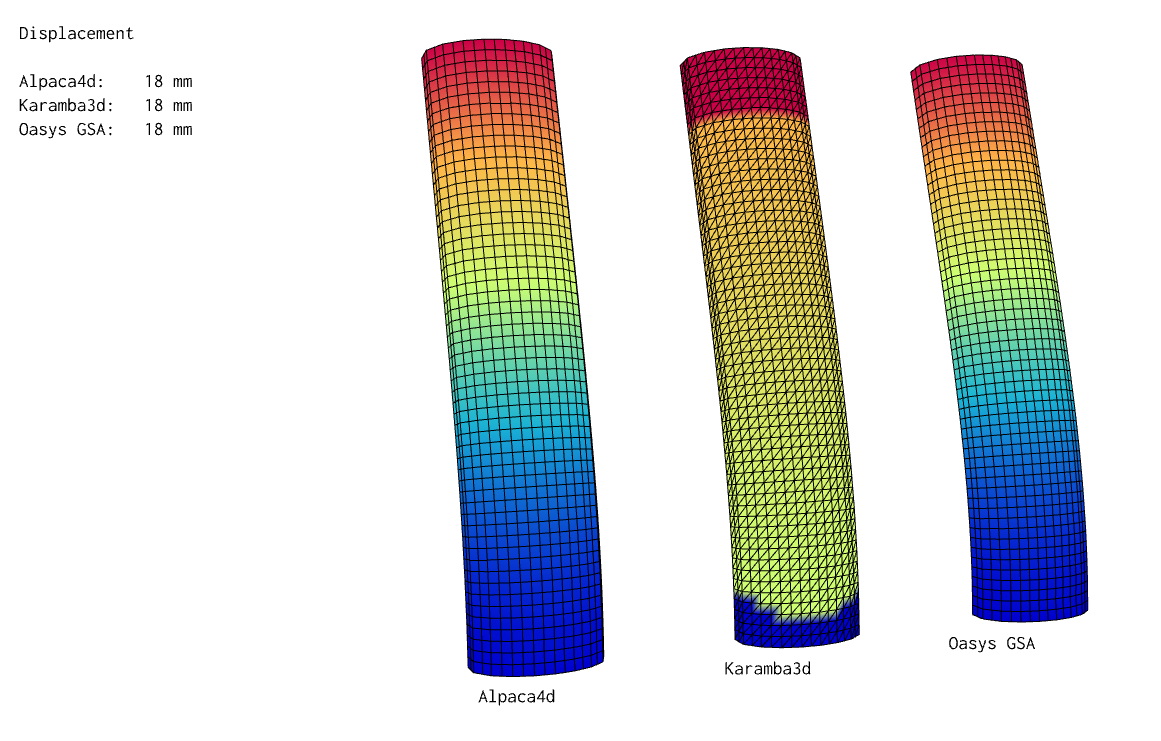 Displacement
Alpaca4d: 18 mm
Karamba3d: 18 mm
Oasys GSA: 18 mm
Oasys GSA
Karamba3d
Alpaca4d